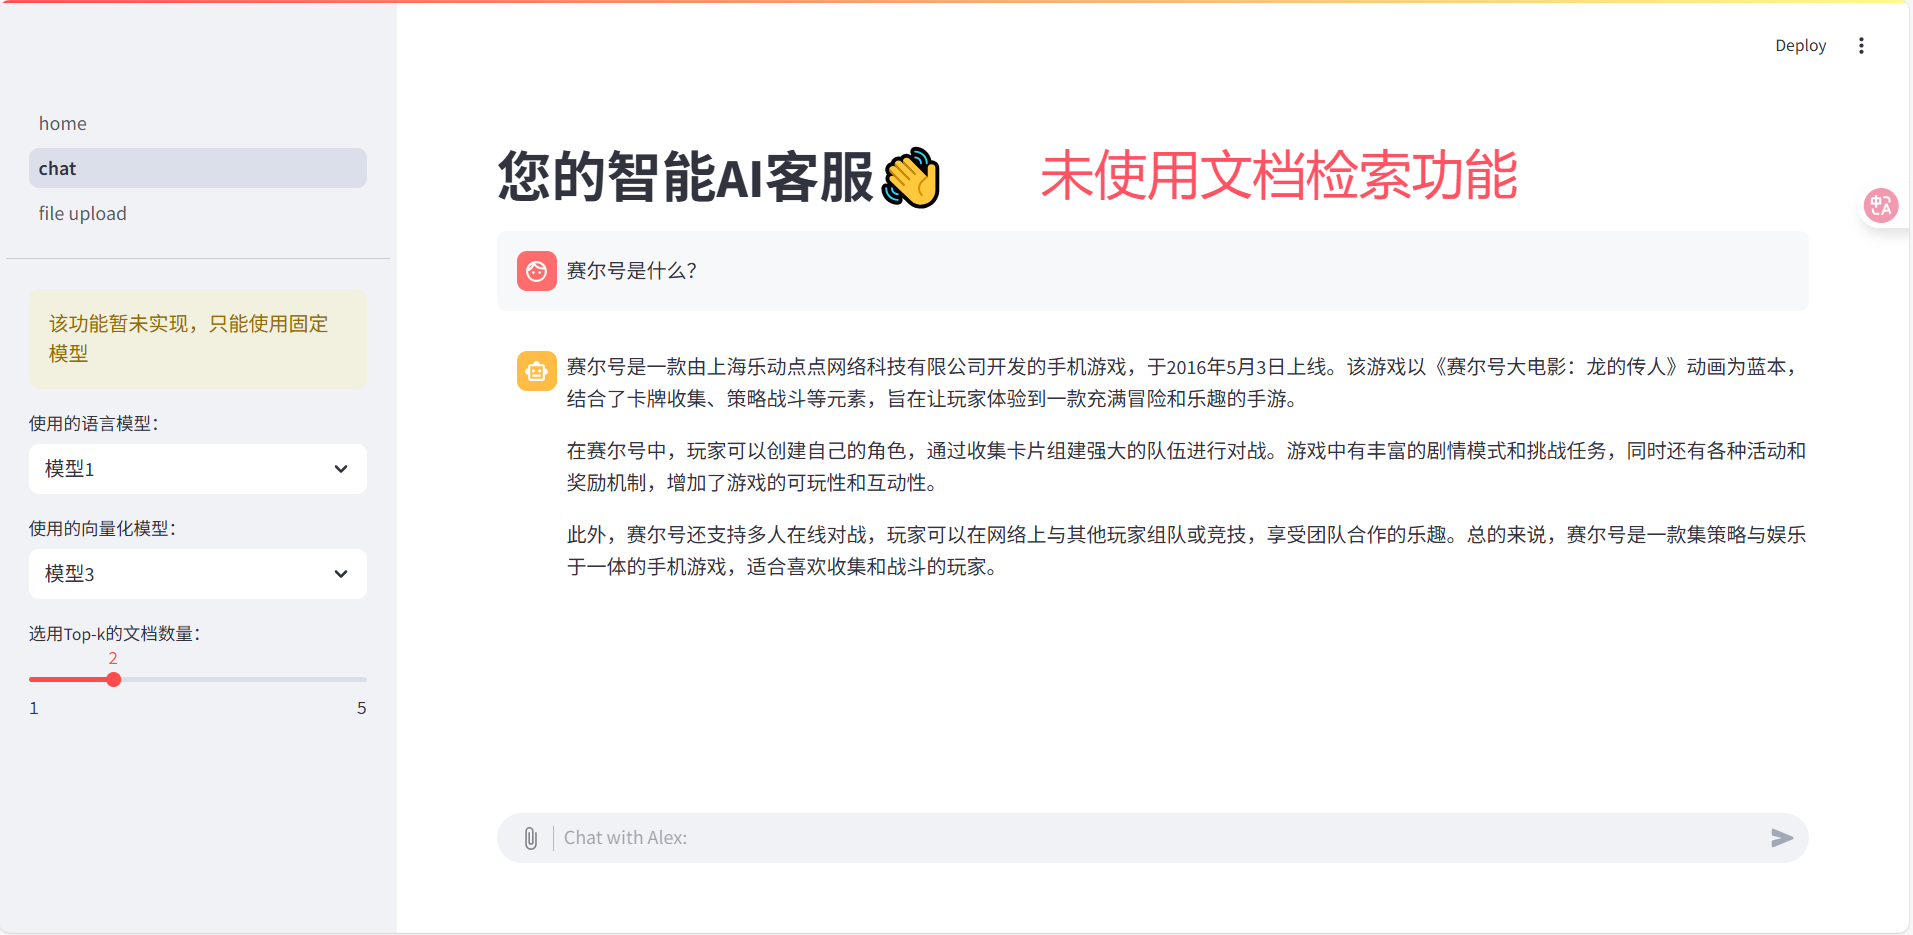 Deploy
home
chat
file upload
该功能暂未实现，只能使用固定
模型
使用的语言模型：
模型1
使用的向量化模型：
模型3
选用Top-k的文档数量：
2
1 5
您的智能AI客服👋 未使用文档检索功能
赛尔号是什么？
赛尔号是一款由上海乐动点点网络科技有限公司开发的手机游戏，于2016年5月3日上线。该游戏以《赛尔号大电影：龙的传人》动画为蓝本，
结合了卡牌收集、策略战斗等元素，旨在让玩家体验到一款充满冒险和乐趣的手游。
在赛尔号中，玩家可以创建自己的角色，通过收集卡片组建强大的队伍进行对战。游戏中有丰富的剧情模式和挑战任务，同时还有各种活动和
奖励机制，增加了游戏的可玩性和互动性。
此外，赛尔号还支持多人在线对战，玩家可以在网络上与其他玩家组队或竞技，享受团队合作的乐趣。总的来说，赛尔号是一款集策略与娱乐
于一体的手机游戏，适合喜欢收集和战斗的玩家。
Chat with Alex:
中A